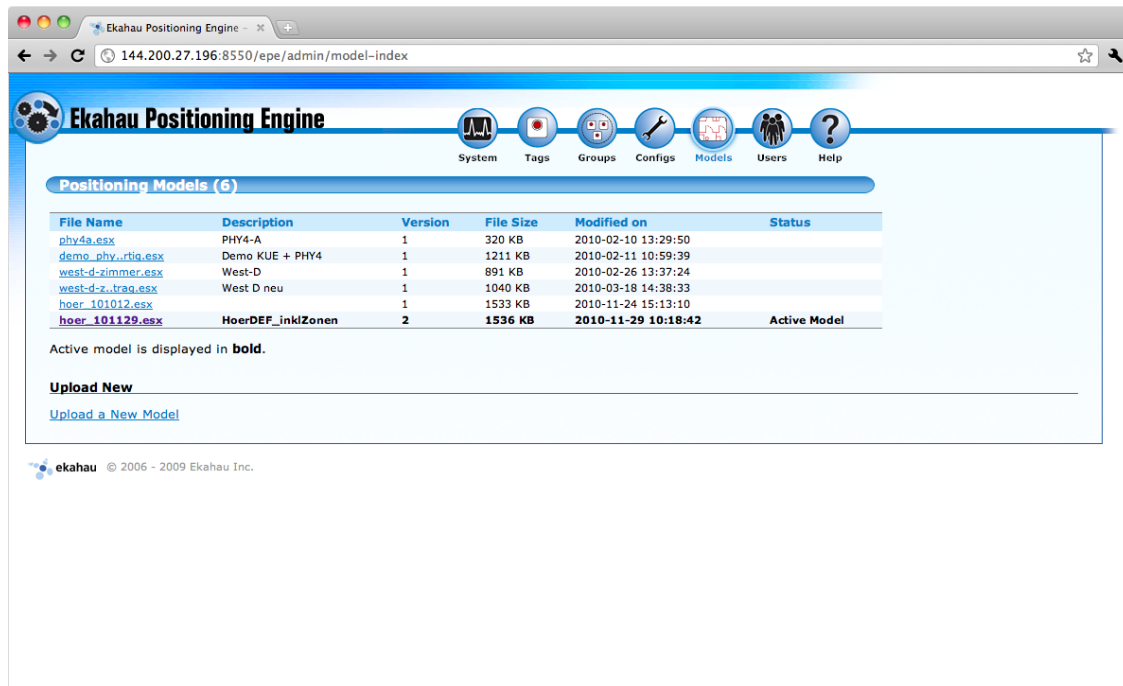 Ekahau Positioning Engine -
144.200.27.196:8550/epe/admin/model-index
Ekahau Positioning Engine
System Tags Groups Configs Models Users Help
Positioning Models (6)
File Name Description Version File Size Modified on Status
phy4a.esx PHY4-A 1 320 KB 2010-02-10 13:29:50
demo_phy..rtig.esx Demo KUE + PHY4 1 1211 KB 2010-02-11 10:59:39
west-d-zimmer.esx West-D 1 891 KB 2010-02-26 13:37:24
west-d-z..trag.esx West D neu 1 1040 KB 2010-03-18 14:38:33
hoer_101012.esx 1 1533 KB 2010-11-24 15:13:10
hoer_101129.esx HoerDEF_inklZonen 2 1536 KB 2010-11-29 10:18:42 Active Model
Active model is displayed in bold.
Upload New
Upload a New Model
ekahau © 2006 - 2009 Ekahau Inc.